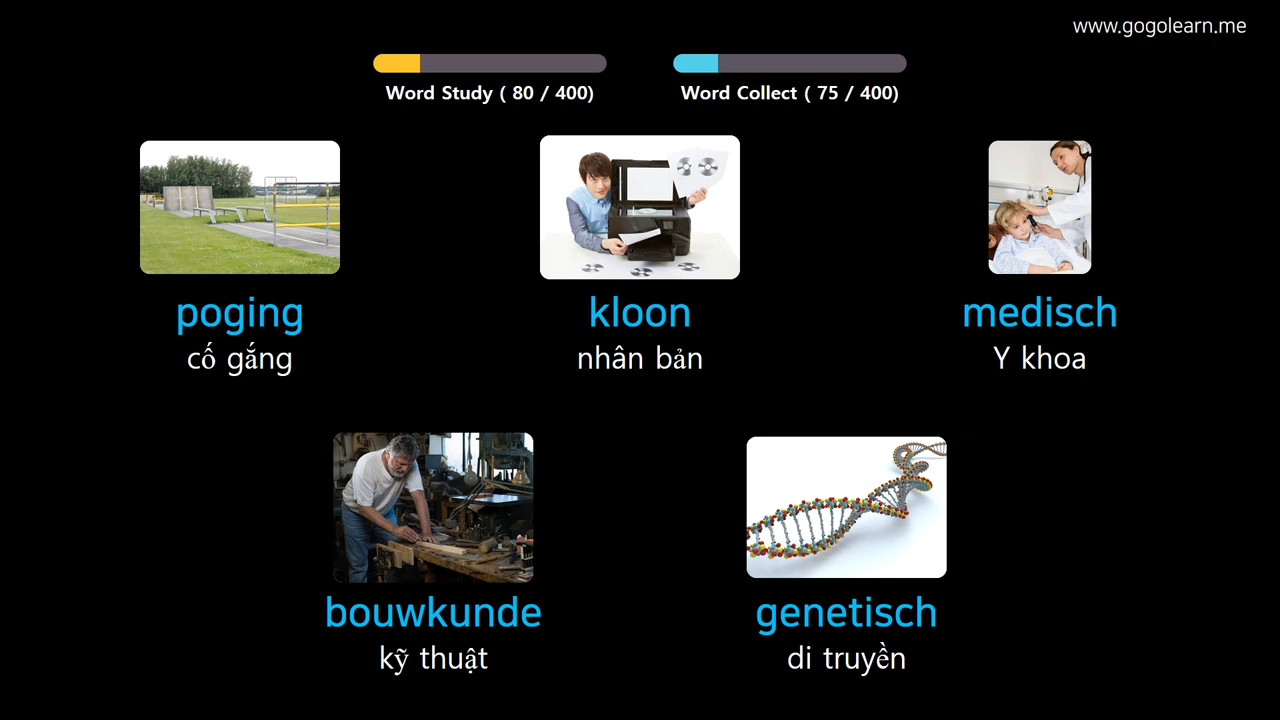 www.gogolearn.me
Word Study ( 80 / 400)
Word Collect ( 75 / 400)
poging
cố gắng
kloon
nhân bản
medisch
Y khoa
bouwkunde
kỹ thuật
genetisch
di truyền